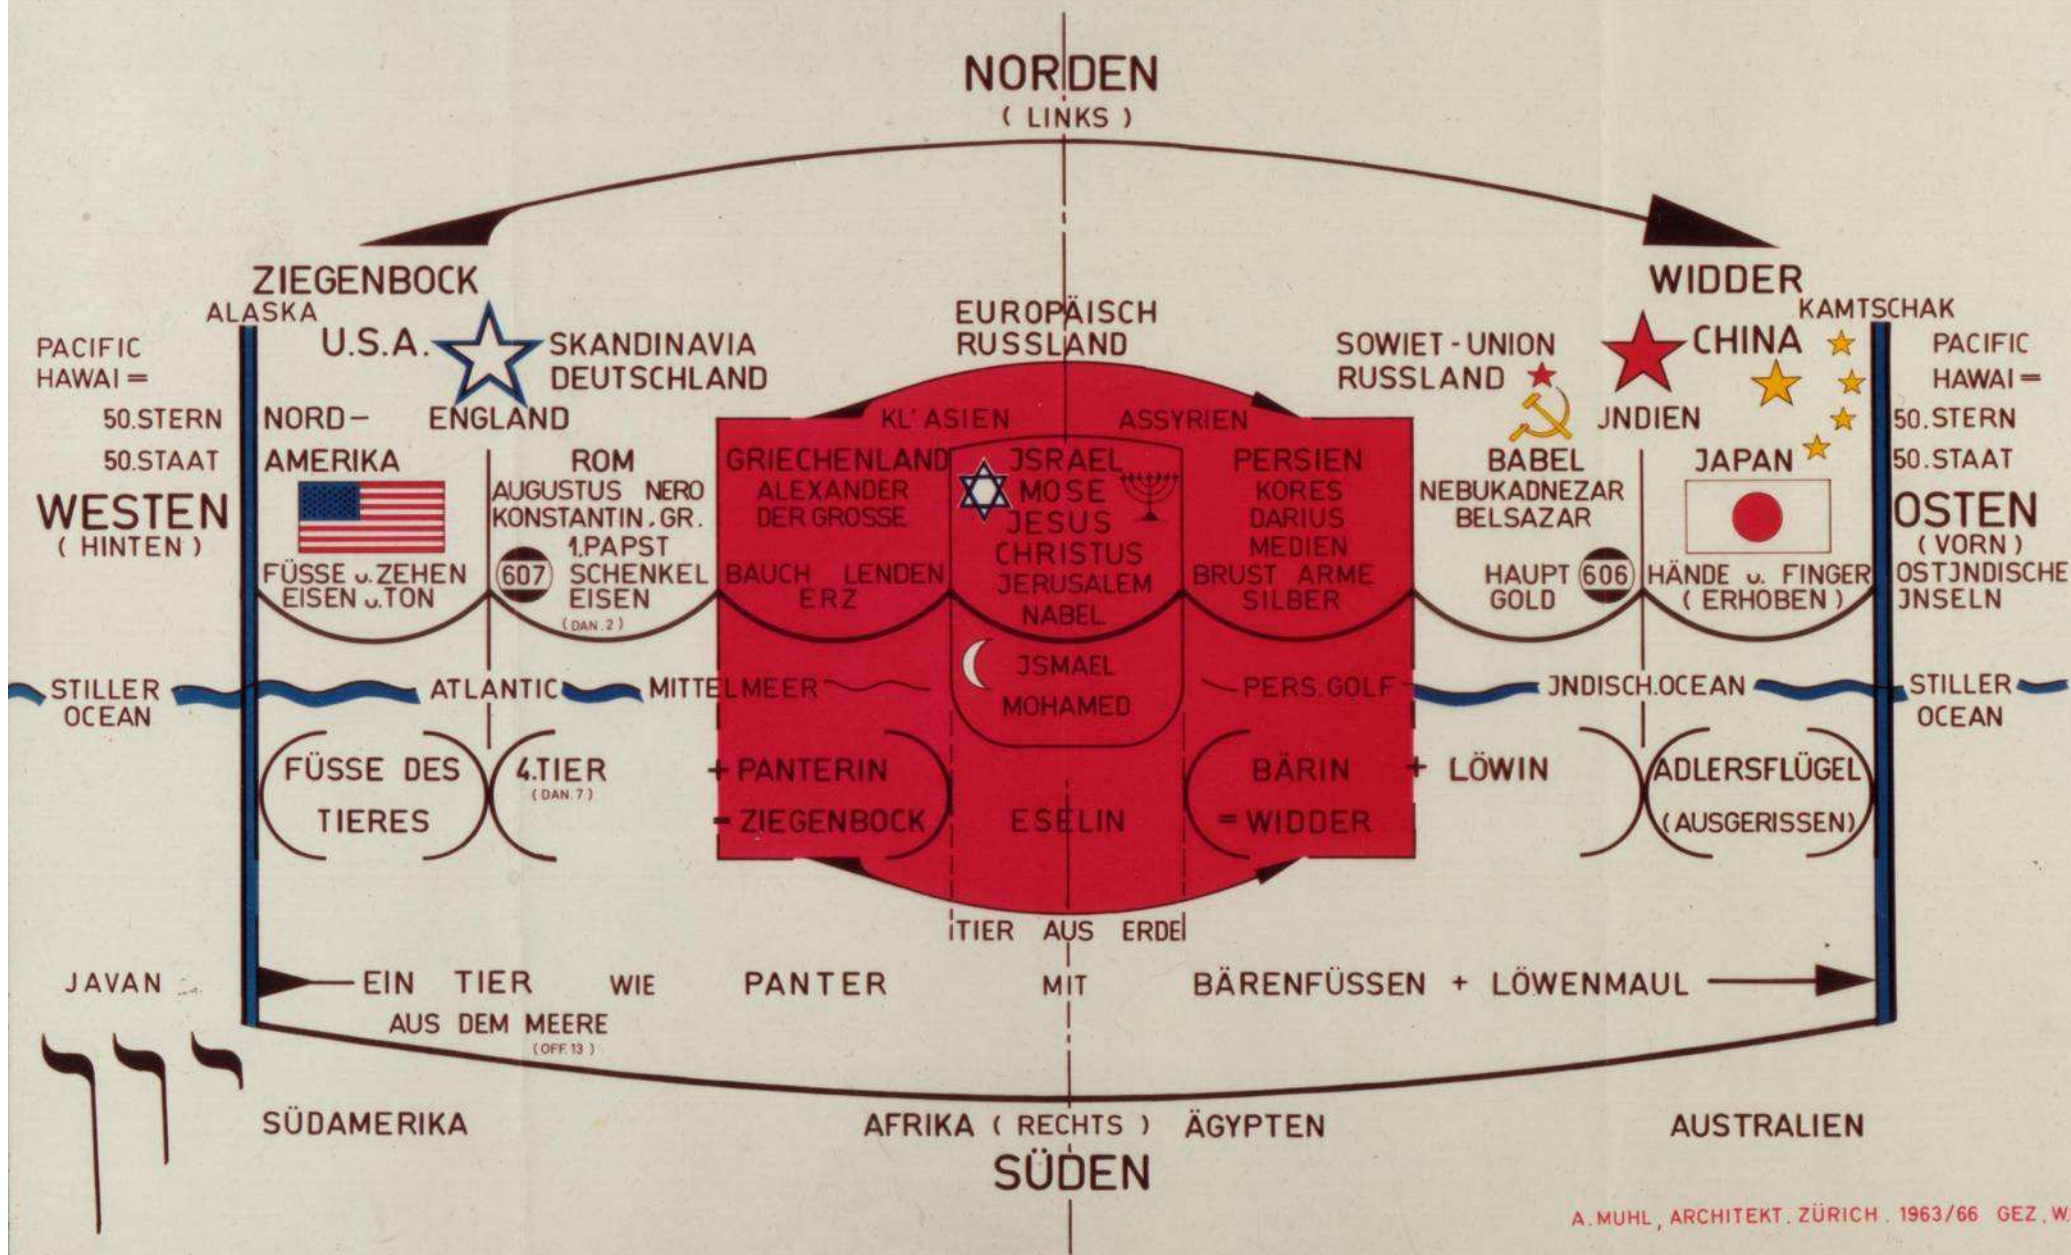 NORDEN
( LINKS )
ZIEGENBOCK
WIDDER
ALASKA
KAMTSCHAK
U.S.A.
SKANDINAVIA
DEUTSCHLAND
EUROPÄISCH
RUSSLAND
SOWIET-UNION
RUSSLAND
CHINA
PACIFIC
HAWAI =
50.STERN
50.STAAT
WESTEN
( HINTEN )
NORD-
AMERIKA
FÜSSE u. ZEHEN
EISEN u. TON
ENGLAND
ROM
AUGUSTUS NERO
KONSTANTIN. GR.
1.PAPST
607
SCHENKEL
EISEN
( DAN. 2 )
KL' ASIEN
GRIECHENLAND
ALEXANDER
DER GROSSE
BAUCH LENDEN
ERZ
JSRAEL
MOSE
JESUS
CHRISTUS
JERUSALEM
NABEL
JSMAEL
MOHAMED
ASSYRIEN
PERSIEN
KORES
DARIUS
MEDIEN
BRUST ARME
SILBER
BABEL
NEBUKADNEZAR
BELSAZAR
HAUPT
GOLD
606
JNDIEN
JAPAN
HÄNDE u. FINGER
( ERHOBEN )
PACIFIC
HAWAI =
50.STERN
50.STAAT
OSTEN
( VORN )
OSTJNDISCHE
JNSELN
STILLER
OCEAN
ATLANTIC
MITTELMEER
PERS. GOLF
JNDISCH.OCEAN
STILLER
OCEAN
FÜSSE DES
TIERES
4.TIER
( DAN. 7 )
+ PANTERIN
= ZIEGENBOCK
ESELIN
BÄRIN
= WIDDER
+ LÖWIN
ADLERSFLÜGEL
(AUSGERISSEN)
TIER AUS ERDE
JAVAN
יון
EIN TIER WIE PANTER MIT BÄRENFÜSSEN + LÖWENMAUL
AUS DEM MEERE
( OFF. 13 )
SÜDAMERIKA
AFRIKA ( RECHTS ) ÄGYPTEN
AUSTRALIEN
SÜDEN
A. MUHL, ARCHITEKT. ZÜRICH. 1963/66 GEZ. W.